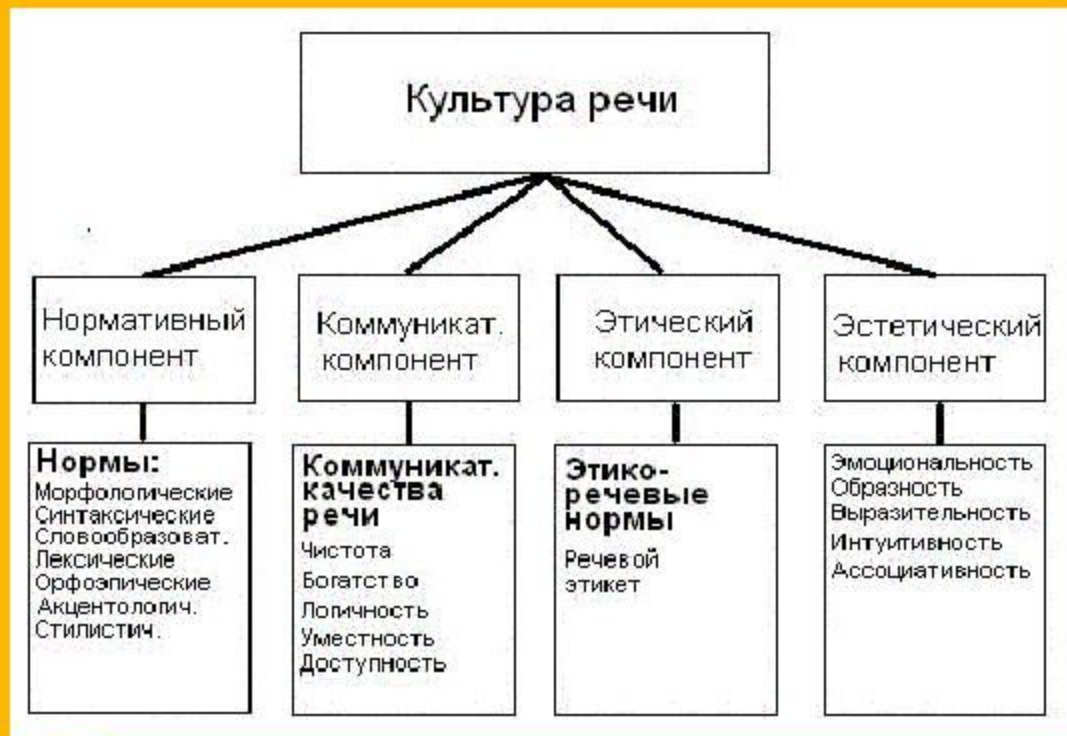 Культура речи
Нормативный
компонент
Коммуникат.
компонент
Этический
компонент
Эстетический
компонент
Нормы:
Морфологические
Синтаксические
Словообразоват.
Лексические
Орфоэпические
Акцентологич.
Стилистич.
Коммуникат.
качества
речи
Чистота
Богатство
Логичность
Уместность
Доступность
Этико-
речевые
нормы
Речевой
этикет
Эмоциональность
Образность
Выразительность
Интуитивность
Ассоциативность